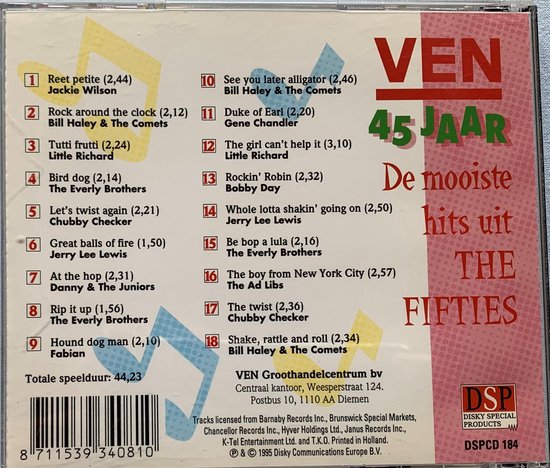 1 Reet petite (2,44)
Jackie Wilson
2 Rock around the clock (2,12)
Bill Haley & The Comets
3 Tutti frutti (2,24)
Little Richard
4 Bird dog (2,14)
The Everly Brothers
5 Let's twist again (2,21)
Chubby Checker
6 Great balls of fire (1,50)
Jerry Lee Lewis
7 At the hop (2,31)
Danny & The Juniors
8 Rip it up (1,56)
The Everly Brothers
9 Hound dog man (2,10)
Fabian
Totale speelduur: 44,23
10 See you later alligator (2,46)
Bill Haley & The Comets
11 Duke of Earl (2,20)
Gene Chandler
12 The girl can't help it (3,10)
Little Richard
13 Rockin' Robin (2,32)
Bobby Day
14 Whole lotta shakin' going on (2,50)
Jerry Lee Lewis
15 Be bop a lula (2,16)
The Everly Brothers
16 The boy from New York City (2,57)
The Ad Libs
17 The twist (2,36)
Chubby Checker
18 Shake, rattle and roll (2,34)
Bill Haley & The Comets
VEN Groothandelcentrum bv
Centraal kantoor, Weesperstraat 124.
Postbus 10, 1110 AA Diemen
Tracks licensed from Barnaby Records Inc., Brunswick Special Markets,
Chancellor Records Inc., Hyver Holdings Ltd., Janus Records Inc.,
K-Tel Entertainment Ltd. and T.K.O. Printed in Holland.
℗ & © 1995 Disky Communications Europe B.V.
8 711539 340810
VEN
45 JAAR
De mooiste
hits uit
THE
FIFTIES
DSP
DISKY SPECIAL
PRODUCTS
DSPCD 184